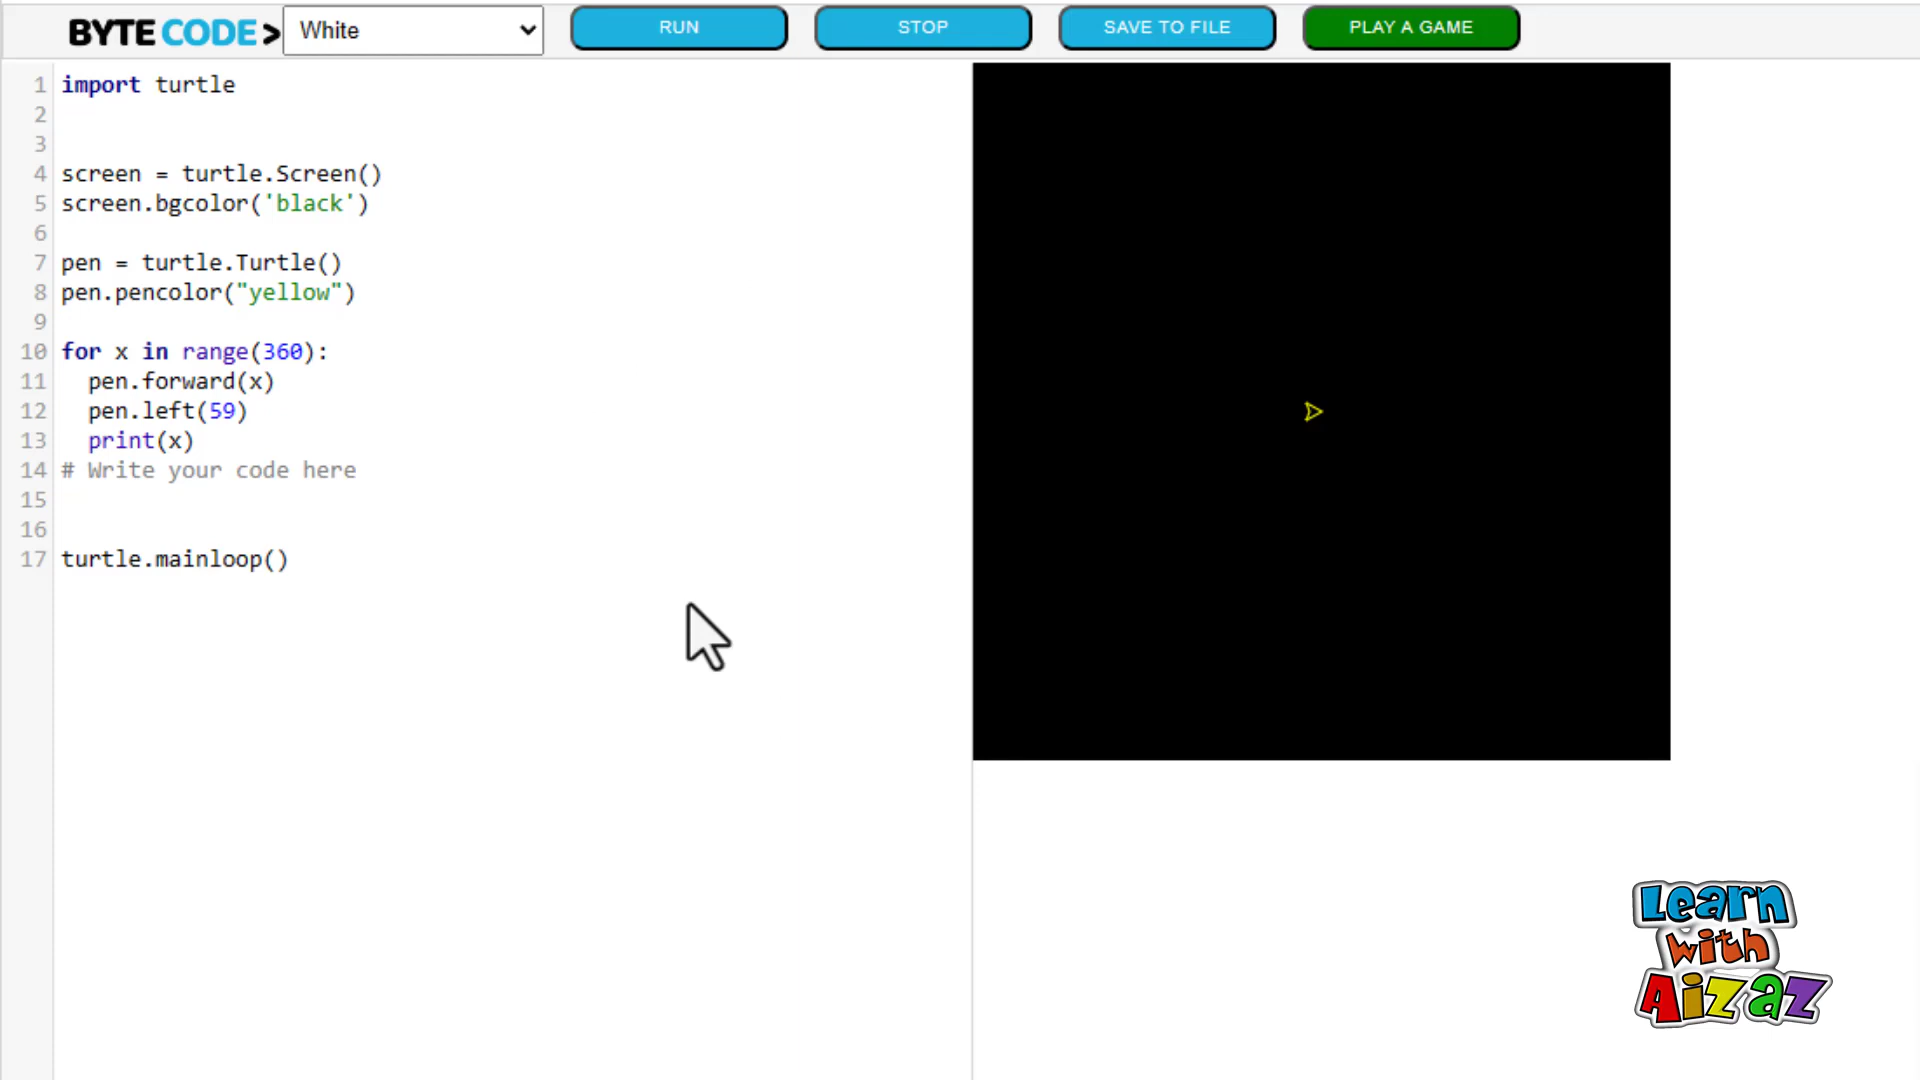 BYTECODE> White RUN STOP SAVE TO FILE PLAY A GAME
1 import turtle
2
3
4 screen = turtle.Screen()
5 screen.bgcolor('black')
6
7 pen = turtle.Turtle()
8 pen.pencolor("yellow")
9
10 for x in range(360):
11   pen.forward(x)
12   pen.left(59)
13   print(x)
14 # Write your code here
15
16
17 turtle.mainloop()
Learn
with
Aizaz